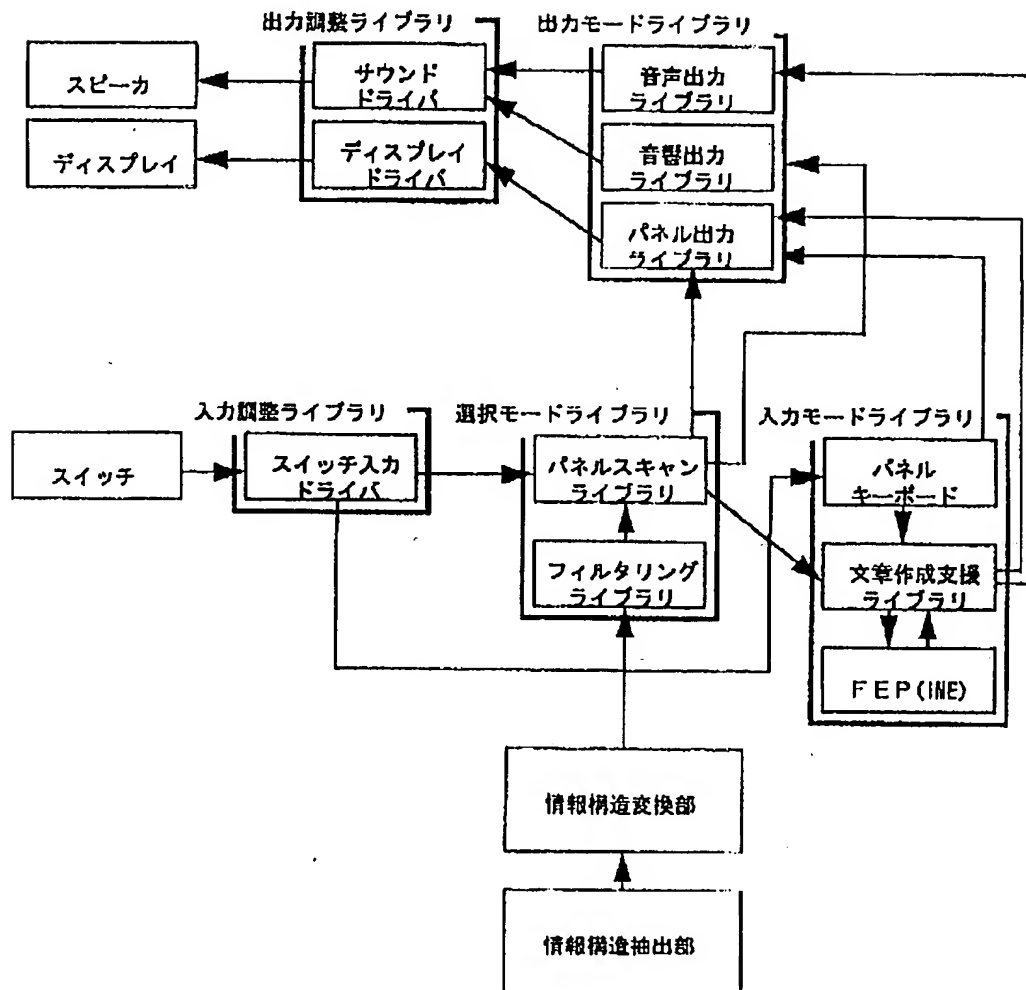 出力調整ライブラリ
出力モードライブラリ
スピーカ
サウンド
ドライバ
音声出力
ライブラリ
ディスプレイ
ディスプレイ
ドライバ
音響出力
ライブラリ
パネル出力
ライブラリ
入力調整ライブラリ
選択モードライブラリ
入力モードライブラリ
スイッチ
スイッチ入力
ドライバ
パネルスキャン
ライブラリ
パネル
キーボード
フィルタリング
ライブラリ
文章作成支援
ライブラリ
FEP(INE)
情報構造変換部
情報構造抽出部